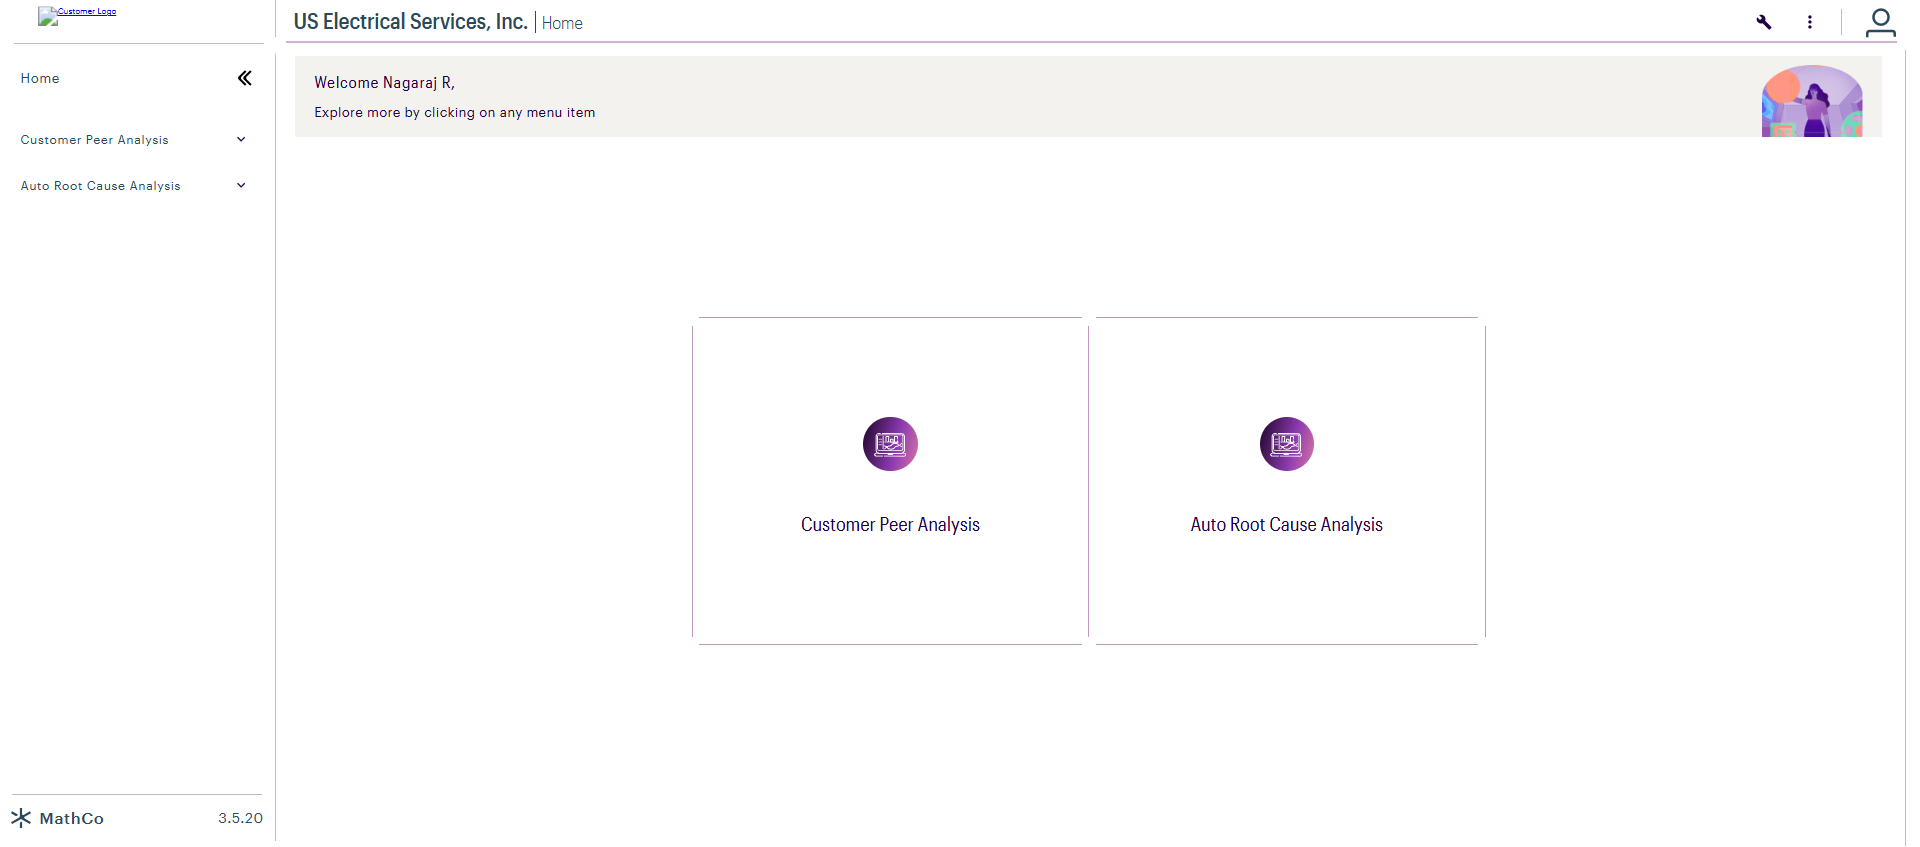 Customer Logo
US Electrical Services, Inc. Home
Home
Welcome Nagaraj R,
Explore more by clicking on any menu item
Customer Peer Analysis
Auto Root Cause Analysis
Customer Peer Analysis
Auto Root Cause Analysis
MathCo 3.5.20